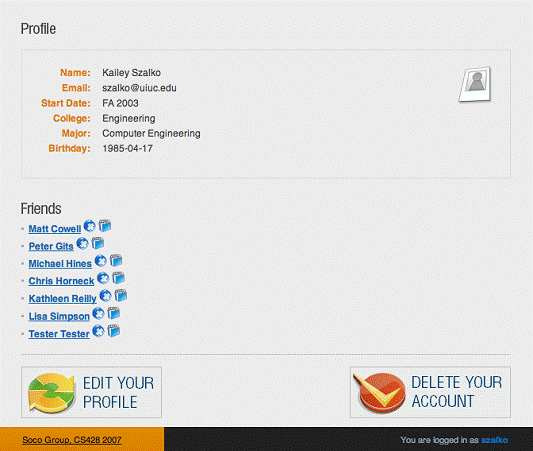 Profile
Name: Kailey Szalko
Email: szalko@uiuc.edu
Start Date: FA 2003
College: Engineering
Major: Computer Engineering
Birthday: 1985-04-17
Friends
• Matt Cowell
• Peter Gits
• Michael Hines
• Chris Horneck
• Kathleen Reilly
• Lisa Simpson
• Tester Tester
EDIT YOUR
PROFILE
DELETE YOUR
ACCOUNT
Soco Group, CS428 2007
You are logged in as szalko